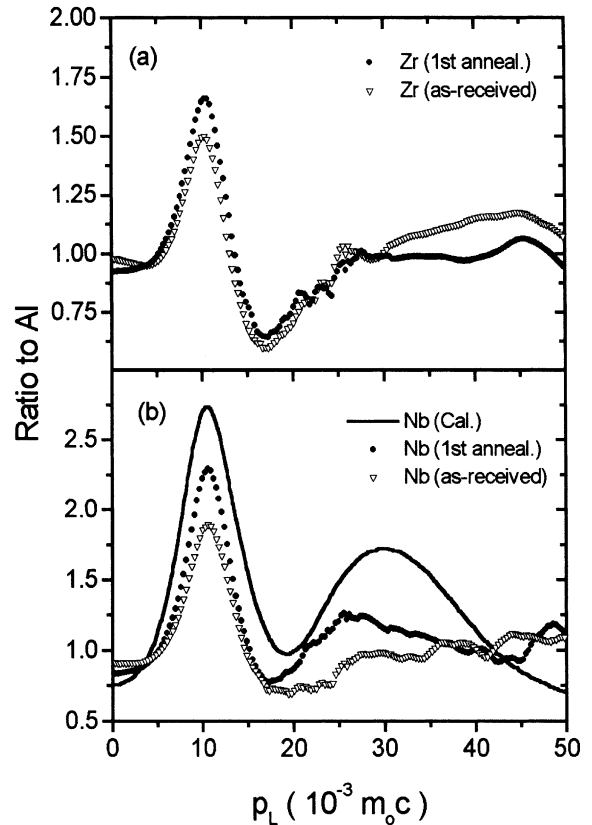 2.00
(a)
Zr (1st anneal.)
1.75
Zr (as-received)
1.50
1.25
1.00
0.75
Ratio to Al
(b)
Nb (Cal.)
2.5
Nb (1st anneal.)
Nb (as-received)
2.0
1.5
1.0
0.5
0 10 20 30 40 50
p_L ( 10⁻³ mₒc )